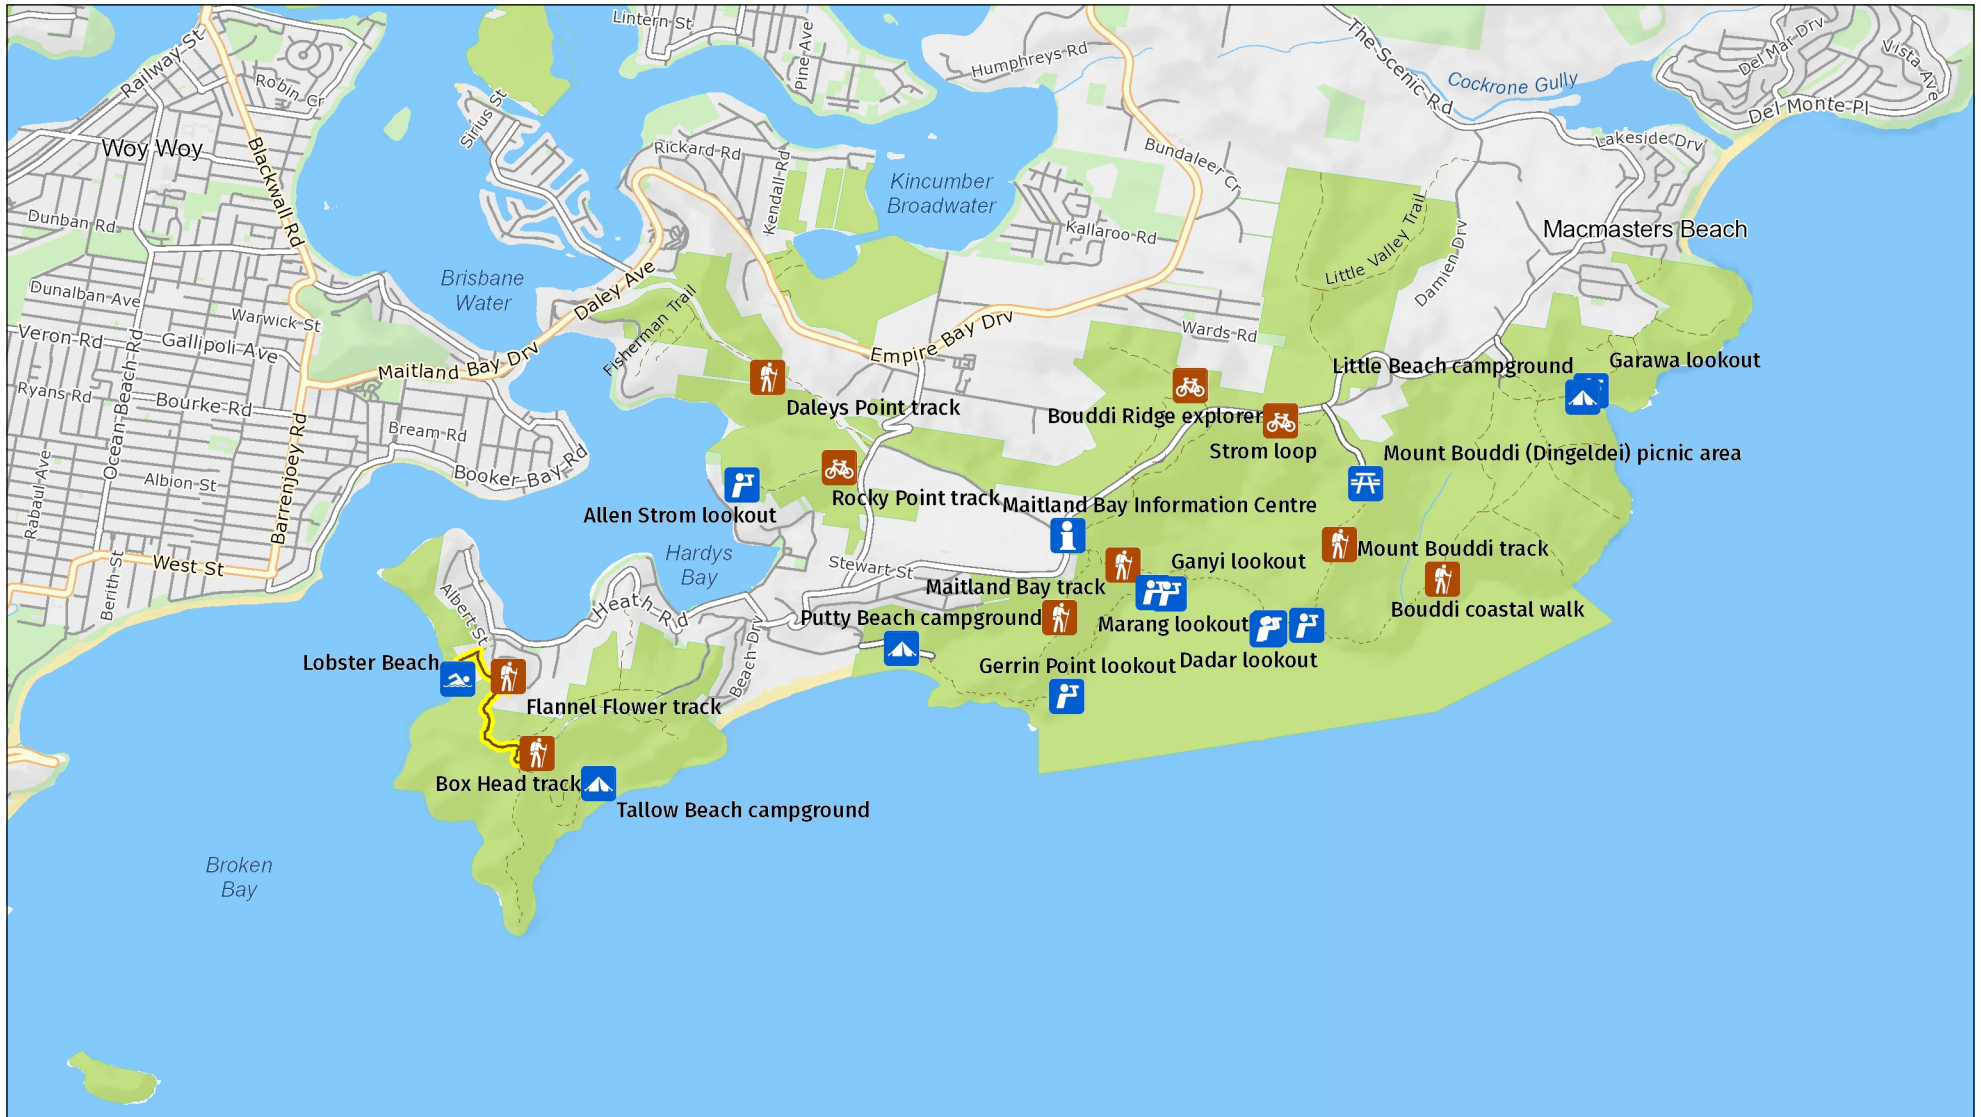 Lintern St
Pine Ave
Humphreys Rd
The Scenic Rd
Cockrone Gully
Del Mar Drv
Vista Ave
Del Monte Pl
Railway St
Robin Cr
Sirius St
Woy Woy
Blackwall Rd
Rickard Rd
Kendall Rd
Kincumber
Broadwater
Bundaleer Cr
Lakeside Drv
Dunban Rd
Kallaroo Rd
Little Valley Trail
Damien Drv
Macmasters Beach
Brisbane
Water
Daley Ave
Dunalban Ave
Warwick St
Veron Rd
Gallipoli Ave
Ocean Beach Rd
Maitland Bay Drv
Fisherman Trail
Empire Bay Drv
Wards Rd
Little Beach campground
Garawa lookout
Ryans Rd
Bourke Rd
Barrenjoey Rd
Bream Rd
Booker Bay Rd
Daleys Point track
Bouddi Ridge explorer
Strom loop
Mount Bouddi (Dingeldei) picnic area
Rabaul Ave
Albion St
Rocky Point track
Allen Strom lookout
Maitland Bay Information Centre
Hardys
Bay
Stewart St
West St
Berith St
Ganyi lookout
Mount Bouddi track
Maitland Bay track
Bouddi coastal walk
Albert St
Heath Rd
Putty Beach campground
Marang lookout
Beach Drv
Lobster Beach
Gerrin Point lookout
Dadar lookout
Flannel Flower track
Box Head track
Tallow Beach campground
Broken
Bay